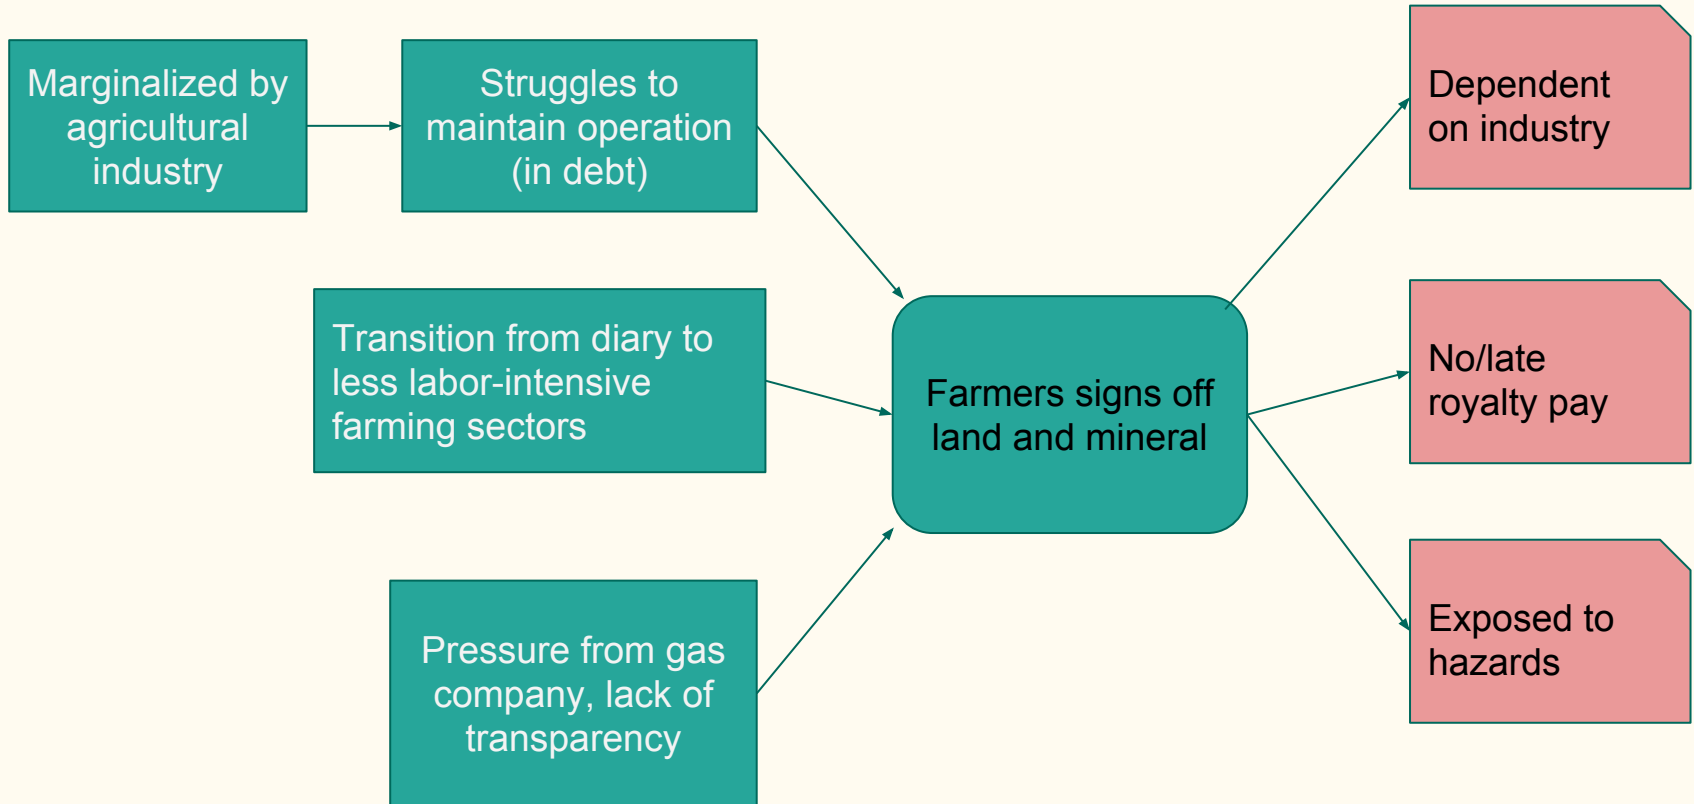 Marginalized by
agricultural
industry
Struggles to
maintain operation
(in debt)
Transition from diary to
less labor-intensive
farming sectors
Pressure from gas
company, lack of
transparency
Farmers signs off
land and mineral
Dependent
on industry
No/late
royalty pay
Exposed to
hazards